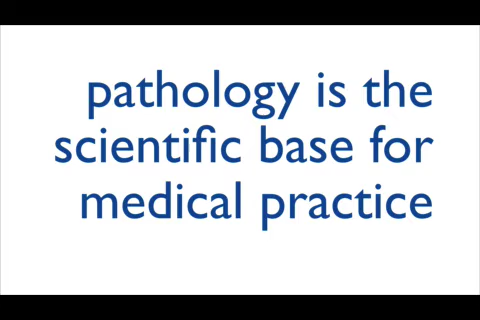 pathology is the
scientific base for
medical practice